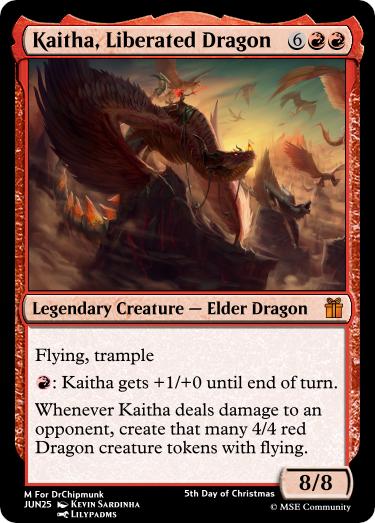 Kaitha, Liberated Dragon 6
Legendary Creature — Elder Dragon
Flying, trample
: Kaitha gets +1/+0 until end of turn.
Whenever Kaitha deals damage to an
opponent, create that many 4/4 red
Dragon creature tokens with flying.
8/8
M For DrChipmunk
5th Day of Christmas
JUN25 Kevin Sardinha
© MSE Community
Lilypadms